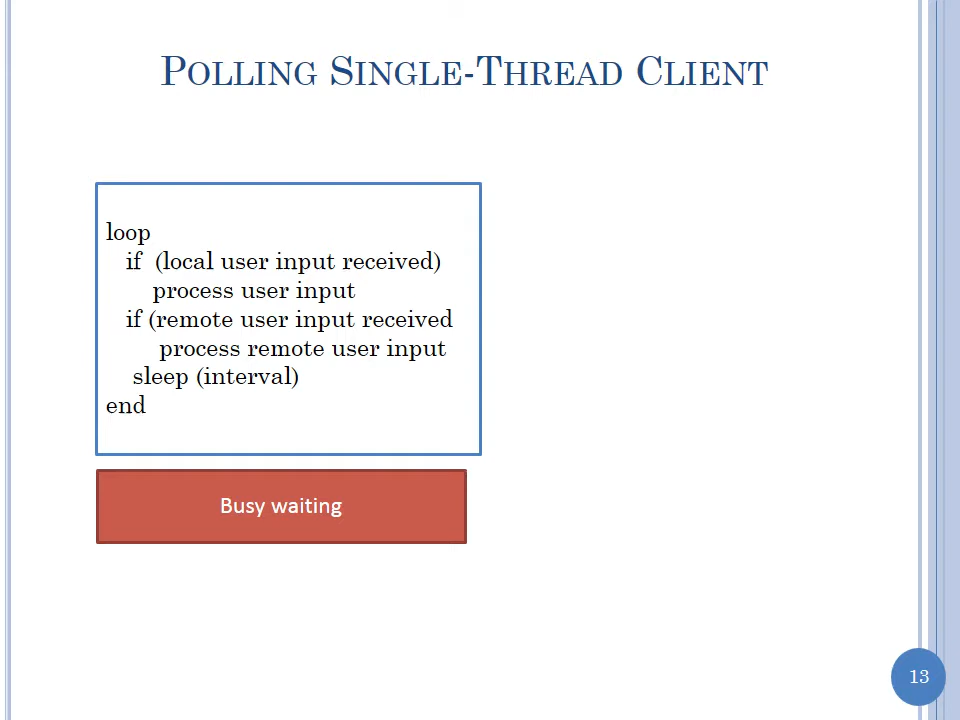 POLLING SINGLE-THREAD CLIENT
loop
if (local user input received)
process user input
if (remote user input received
process remote user input
sleep (interval)
end
Busy waiting
13